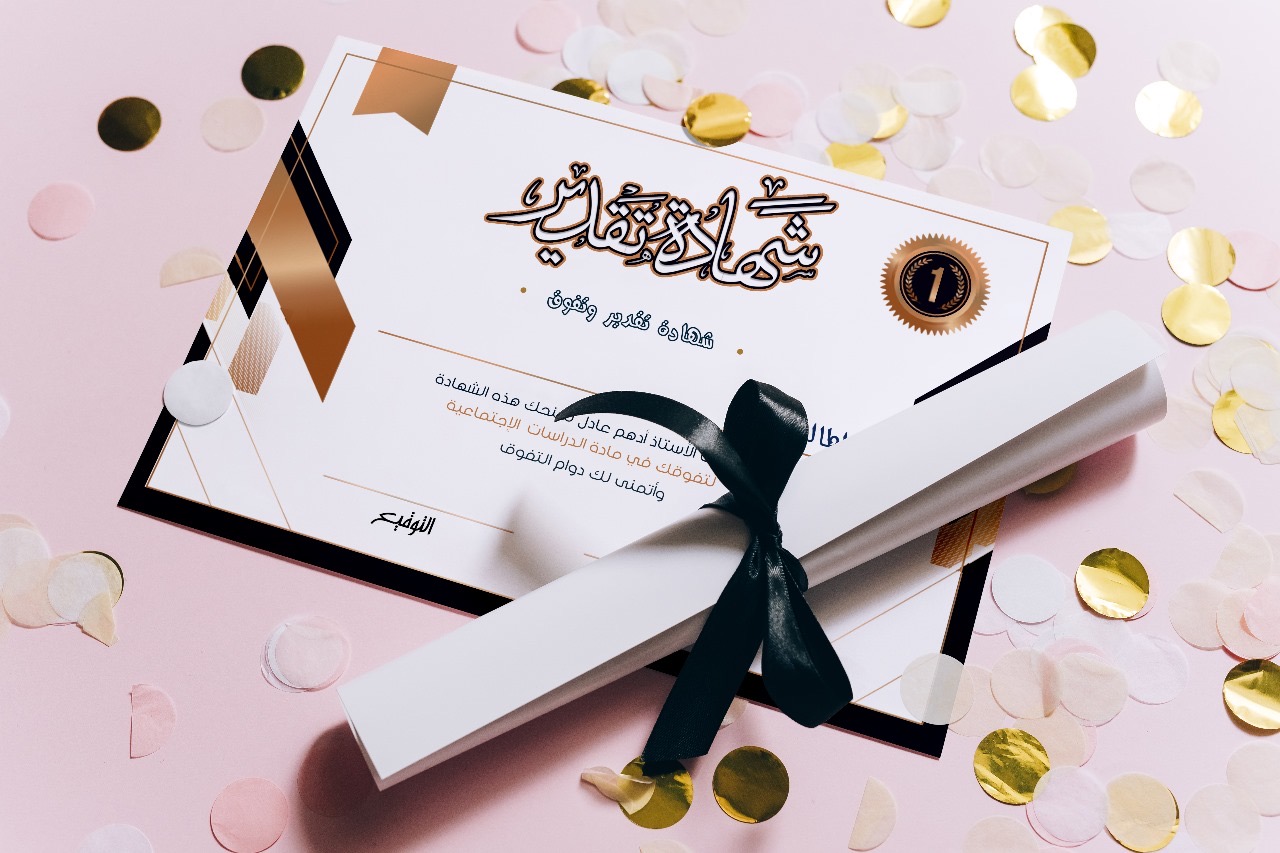 شهادة تقدير
1
شهادة تقدير وتفوق
الأستاذ أدهم عادل هذه الشهادة
لتفوقك في مادة الدراسات الإجتماعية
وأتمنى لك دوام التفوق
التوقيع